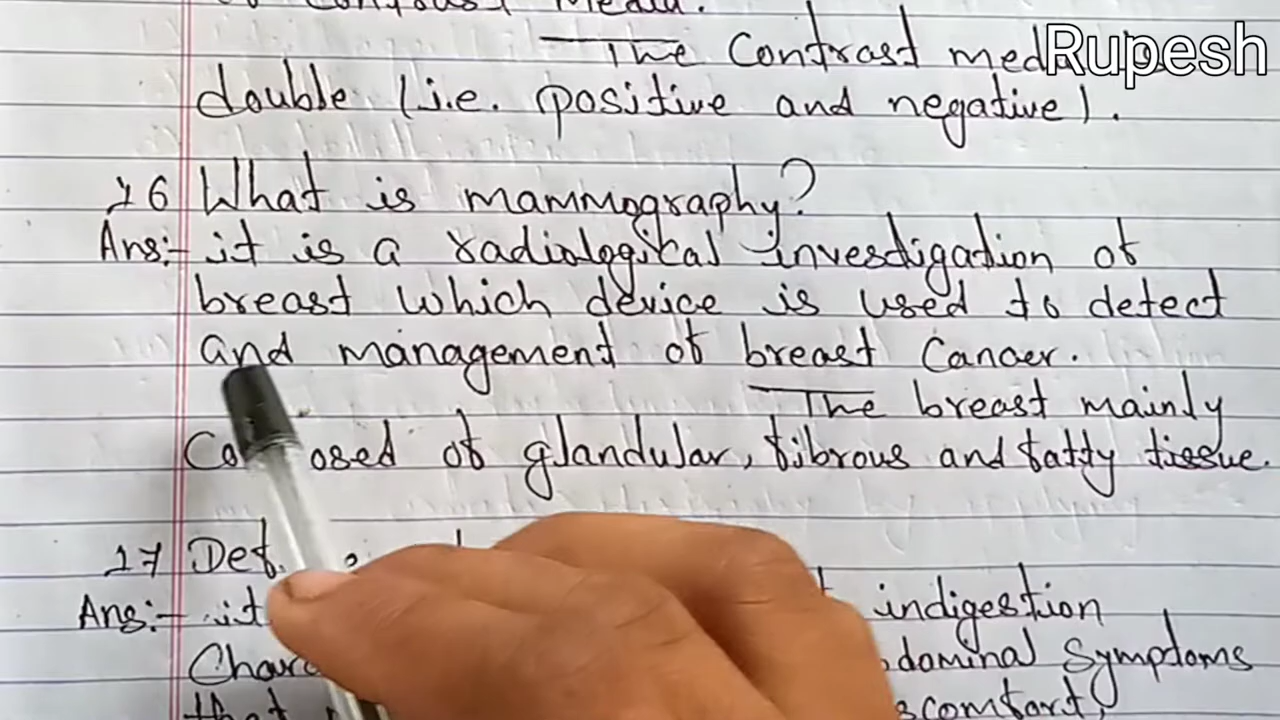 The Contrast media
Rupesh
double (i.e. positive and negative).
16 What is mammography?
Ans:- it is a radiological investigation of
breast which device is used to detect
and management of breast Cancer.
The breast mainly
of glandular, fibrous and fatty tissue.
17 Def.
Ans:- it indigestion
Symptoms
that